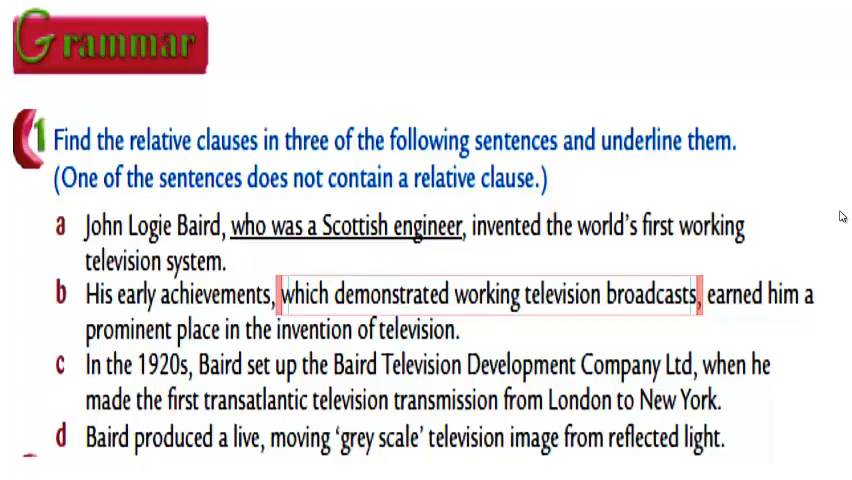 Grammar
1 Find the relative clauses in three of the following sentences and underline them.
(One of the sentences does not contain a relative clause.)
a John Logie Baird, who was a Scottish engineer, invented the world's first working
television system.
b His early achievements, which demonstrated working television broadcasts, earned him a
prominent place in the invention of television.
c In the 1920s, Baird set up the Baird Television Development Company Ltd, when he
made the first transatlantic television transmission from London to New York.
d Baird produced a live, moving 'grey scale' television image from reflected light.